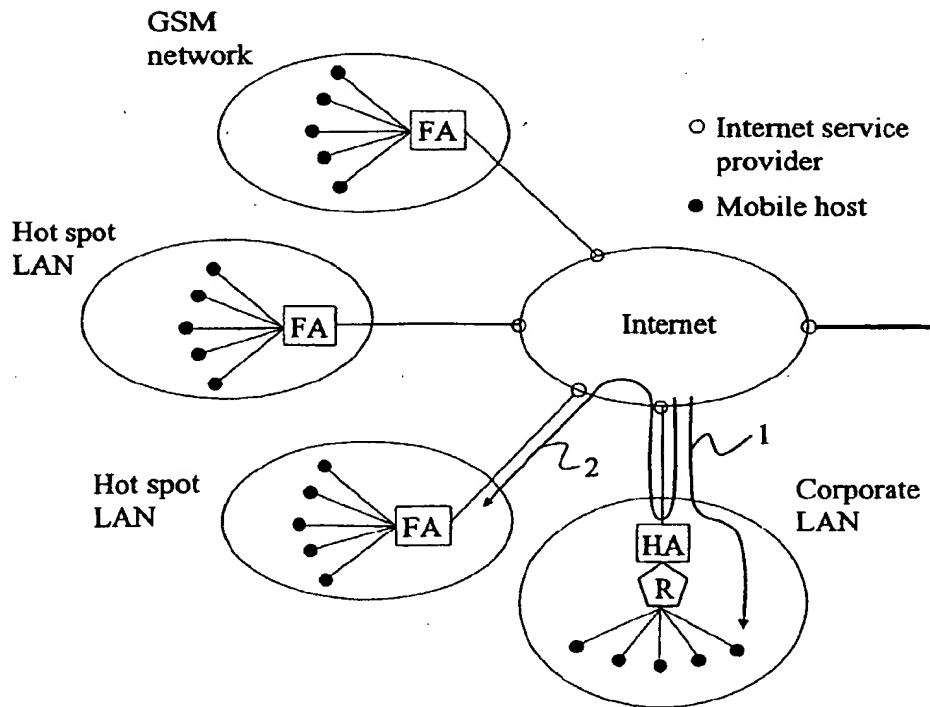 GSM
network
FA
Internet service
provider
Mobile host
Hot spot
LAN
FA
Internet
1
2
Hot spot
LAN
FA
Corporate
LAN
HA
R